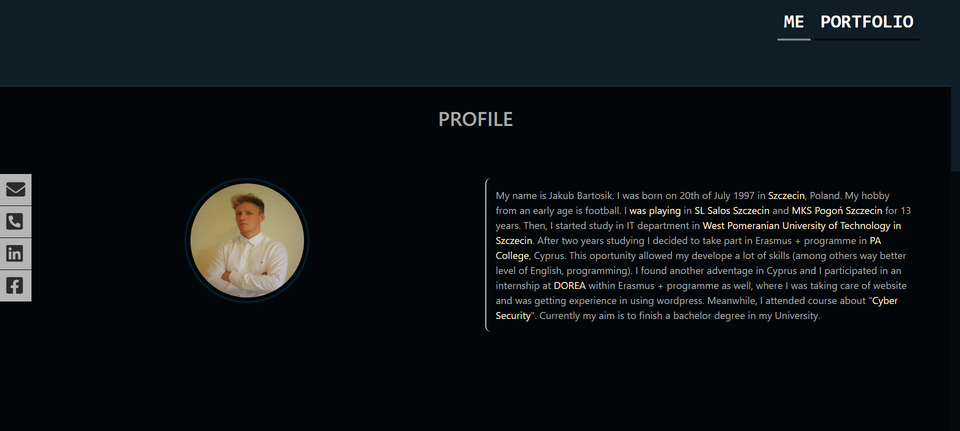 ME PORTFOLIO
PROFILE
My name is Jakub Bartosik. I was born on 20th of July 1997 in Szczecin, Poland. My hobby
from an early age is football. I was playing in SL Salos Szczecin and MKS Pogoń Szczecin for 13
years. Then, I started study in IT department in West Pomeranian University of Technology in
Szczecin. After two years studying I decided to take part in Erasmus + programme in PA
College, Cyprus. This oportunity allowed my develope a lot of skills (among others way better
level of English, programming). I found another adventage in Cyprus and I participated in an
internship at DOREA within Erasmus + programme as well, where I was taking care of website
and was getting experience in using wordpress. Meanwhile, I attended course about "Cyber
Security". Currently my aim is to finish a bachelor degree in my University.